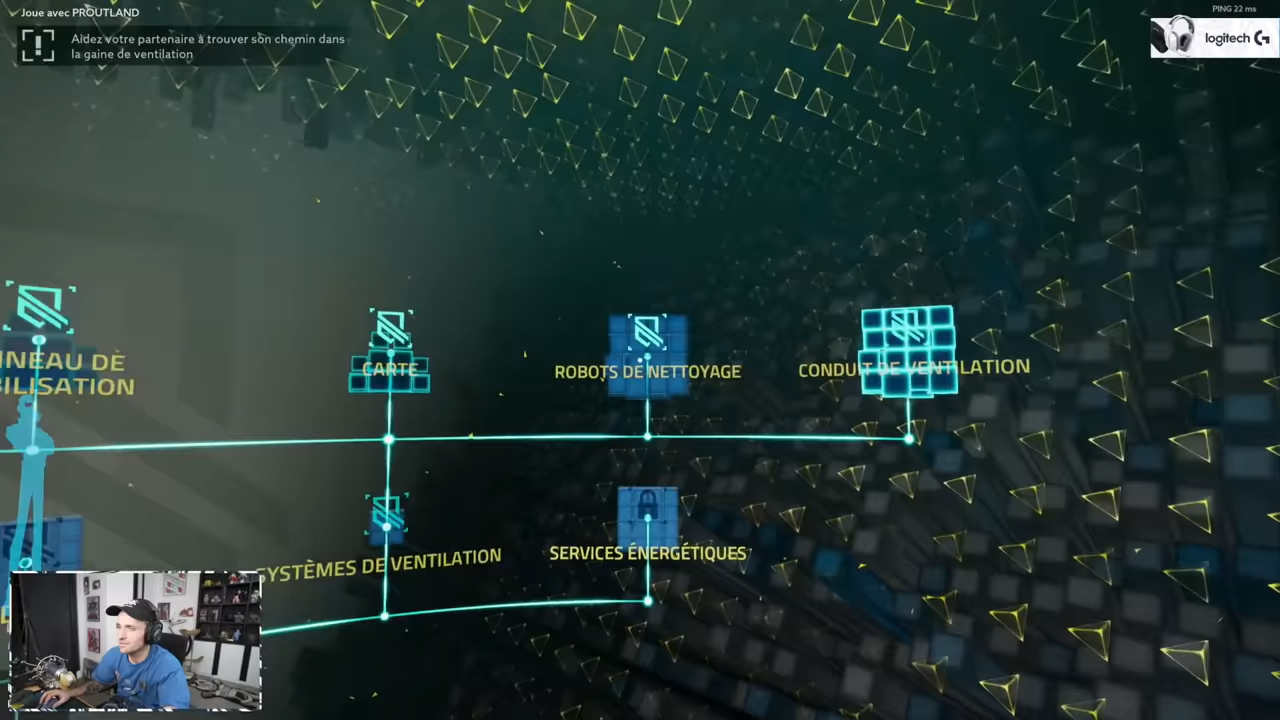 Joue avec PROUTLAND
Aidez votre partenaire à trouver son chemin dans
la gaine de ventilation
PING 22 ms
logitech G
NEAU DE
ILISATION
CARTE
ROBOTS DE NETTOYAGE
CONDUIT DE VENTILATION
SYSTÈMES DE VENTILATION
SERVICES ÉNERGÉTIQUES